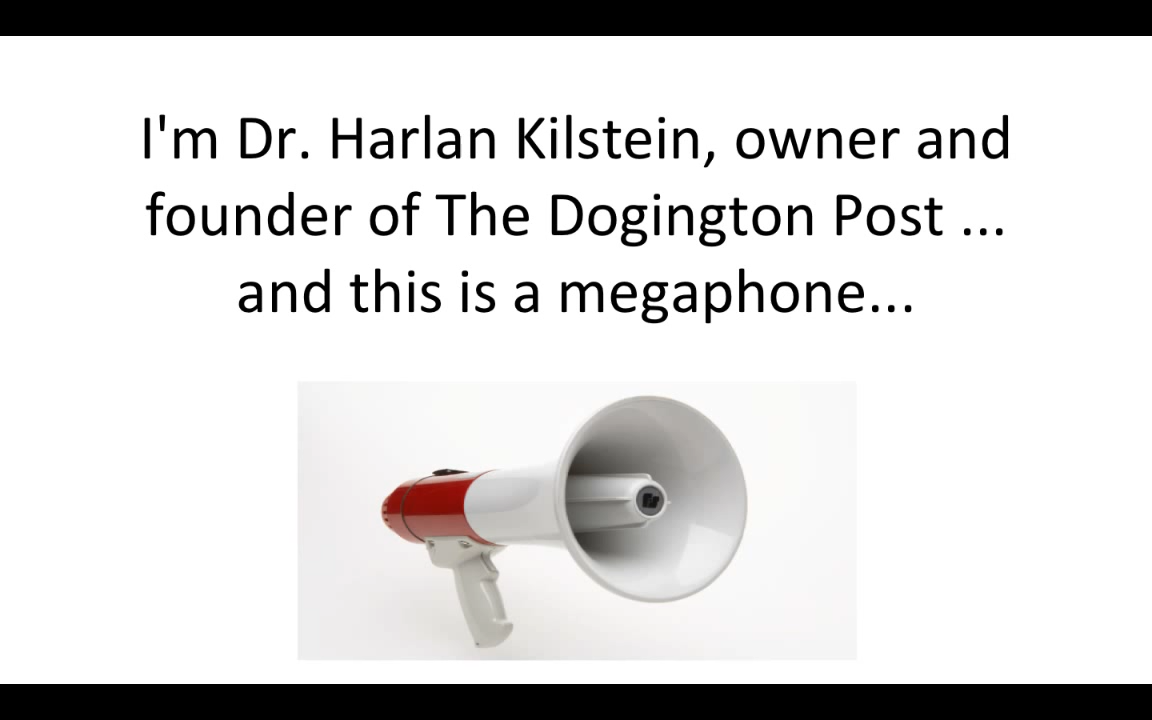 I'm Dr. Harlan Kilstein, owner and
founder of The Dogington Post ...
and this is a megaphone...